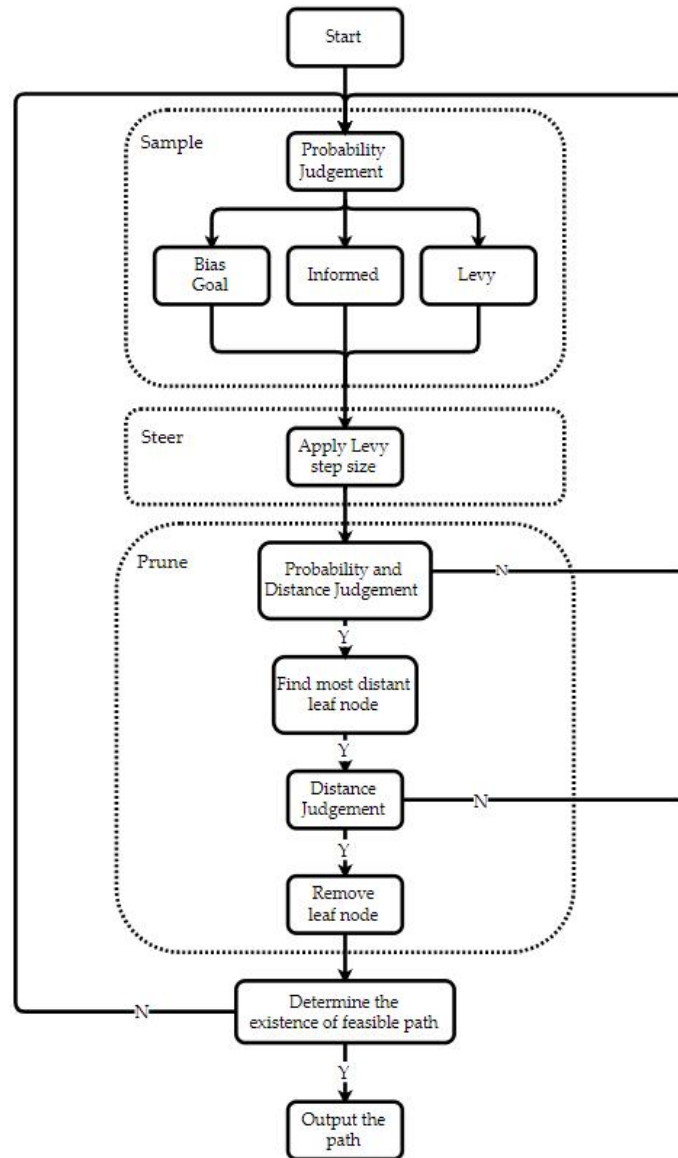 Start
Sample
Probability
Judgement
Bias
Goal
Informed
Levy
Steer
Apply Levy
step size
Prune
Probability and
Distance Judgement
N
Y
Find most distant
leaf node
Y
Distance
Judgement
N
Y
Remove
leaf node
Determine the
existence of feasible path
N
Y
Output the
path